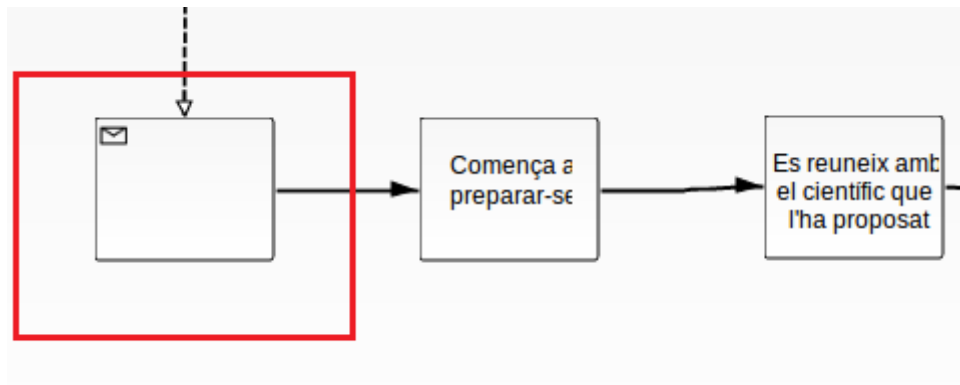 Comença a
preparar-se
Es reuneix amb
el científic que
l'ha proposat